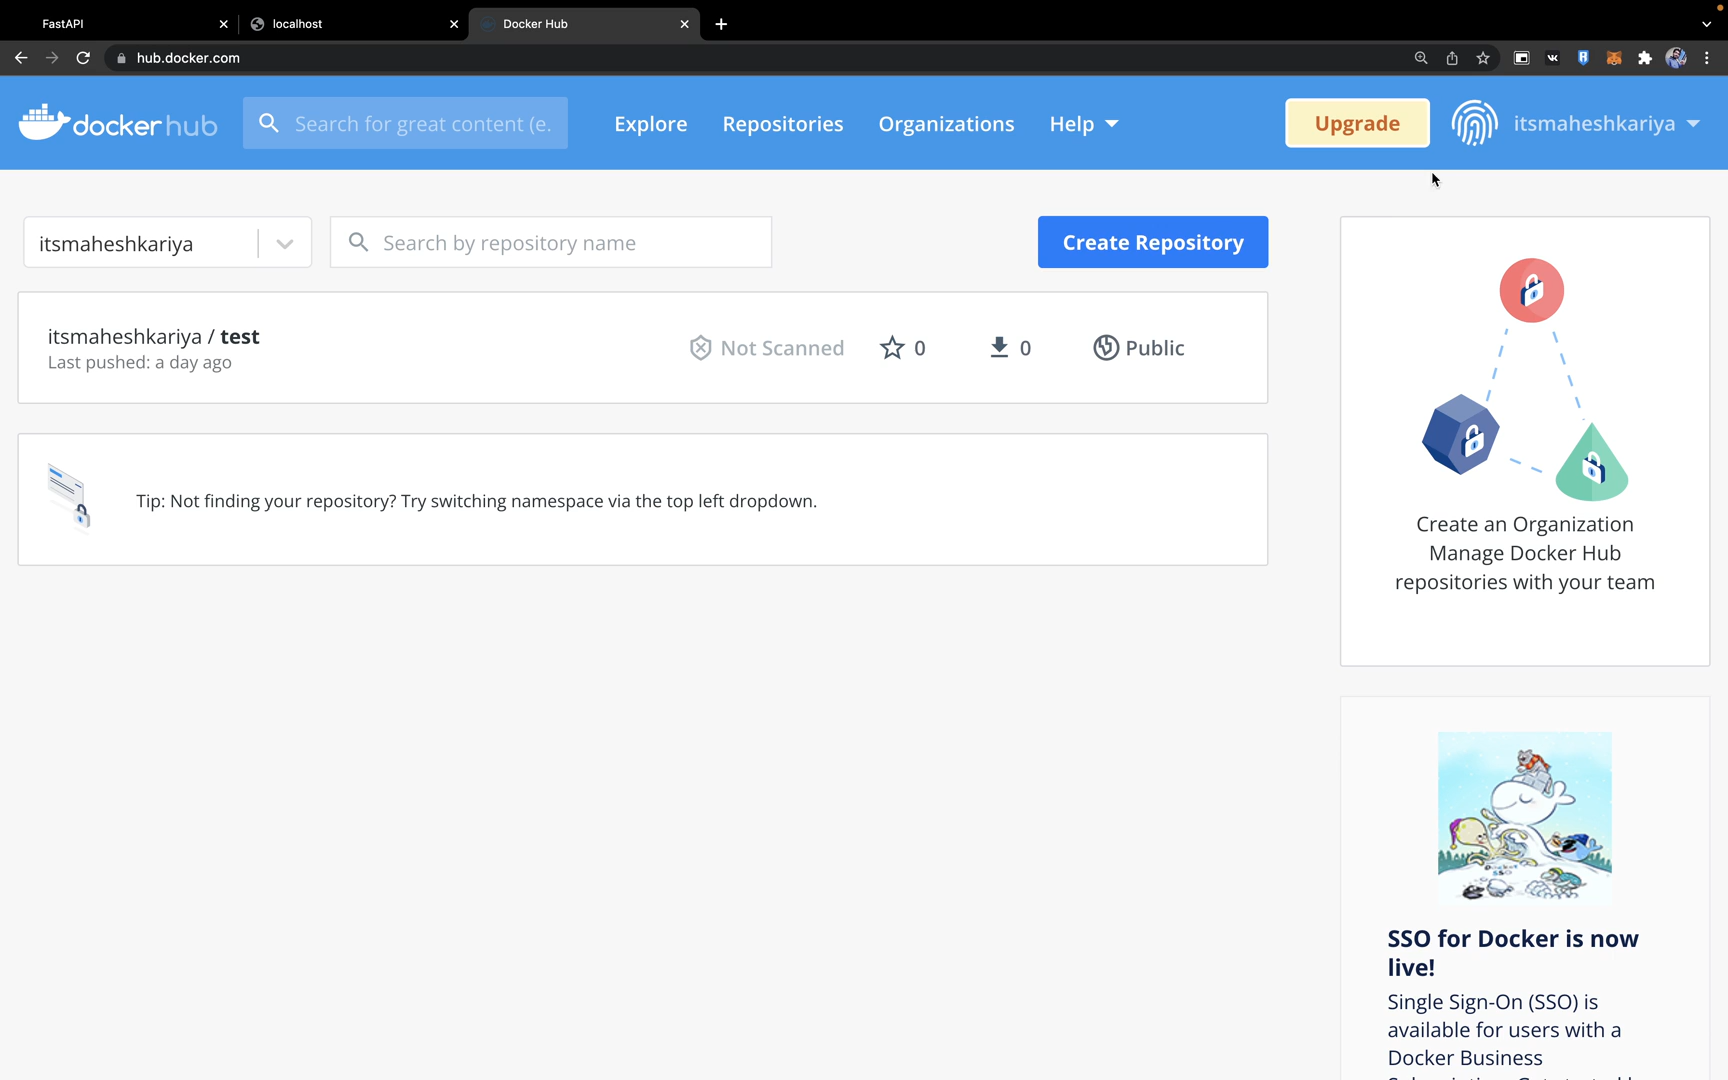 FastAPI
localhost
Docker Hub
hub.docker.com
docker hub
Search for great content (e.
Explore
Repositories
Organizations
Help
Upgrade
itsmaheshkariya
itsmaheshkariya
Search by repository name
Create Repository
itsmaheshkariya / test
Last pushed: a day ago
Not Scanned
0
0
Public
Tip: Not finding your repository? Try switching namespace via the top left dropdown.
Create an Organization
Manage Docker Hub
repositories with your team
SSO for Docker is now
live!
Single Sign-On (SSO) is
available for users with a
Docker Business